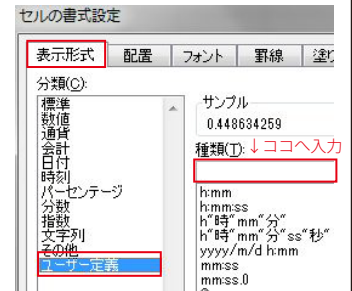 セルの書式設定
表示形式 配置 フォント 罫線
分類(C):
標準
数値
通貨
会計
日付
時刻
パーセンテージ
分数
指数
文字列
その他
ユーザー定義
サンプル
0.448634259
種類(T): ↓ココへ入力
h:mm
h:mm:ss
h"時"mm"分"
h"時"mm"分"ss"秒"
yyyy/m/d h:mm
mm:ss
mm:ss.0